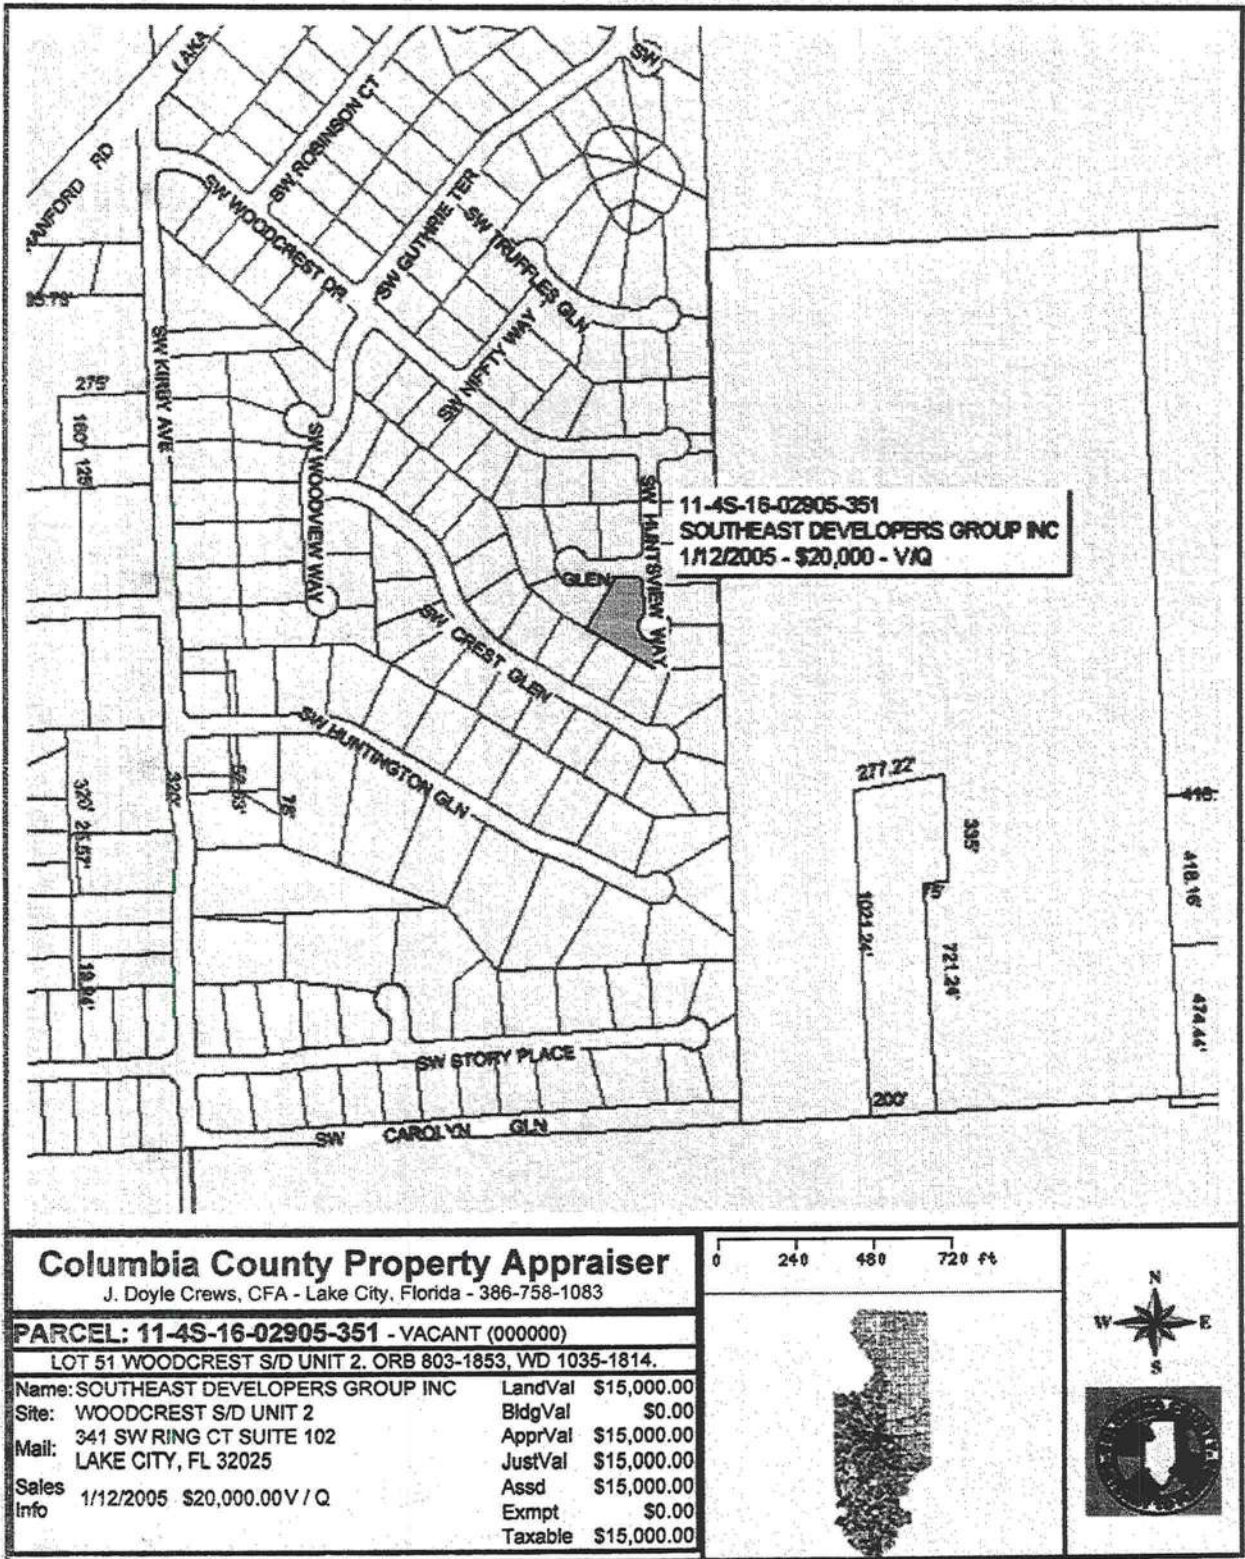 (AKA
ANFORD RD
SW ROBINSON CT
SW
SW WOODCREST DR
SW GUTHRIE TER
SW TRUFFLES GLN
SW NIFFTY WAY
SW KIRBY AVE
275'
160'
125'
SW WOODVIEW WAY
SW HUNTSVIEW WAY
11-4S-16-02905-351
SOUTHEAST DEVELOPERS GROUP INC
1/12/2005 - $20,000 - V/Q
GLEN
SW CREST GLEN
SW HUNTINGTON GLN
320'
52.63'
75'
320'
25.57'
277.22'
335'
1021.24'
721.24'
418.16'
474.44'
200'
SW STORY PLACE
SW CAROLYN GLN
Columbia County Property Appraiser
J. Doyle Crews, CFA - Lake City, Florida - 386-758-1083
PARCEL: 11-4S-16-02905-351 - VACANT (000000)
LOT 51 WOODCREST S/D UNIT 2. ORB 803-1853, WD 1035-1814.
Name: SOUTHEAST DEVELOPERS GROUP INC LandVal $15,000.00
Site: WOODCREST S/D UNIT 2 BldgVal $0.00
Mail: 341 SW RING CT SUITE 102 ApprVal $15,000.00
LAKE CITY, FL 32025 JustVal $15,000.00
Sales Info 1/12/2005 $20,000.00 V / Q Assd $15,000.00
Exmpt $0.00
Taxable $15,000.00
0 240 480 720 ft
N
W E
S